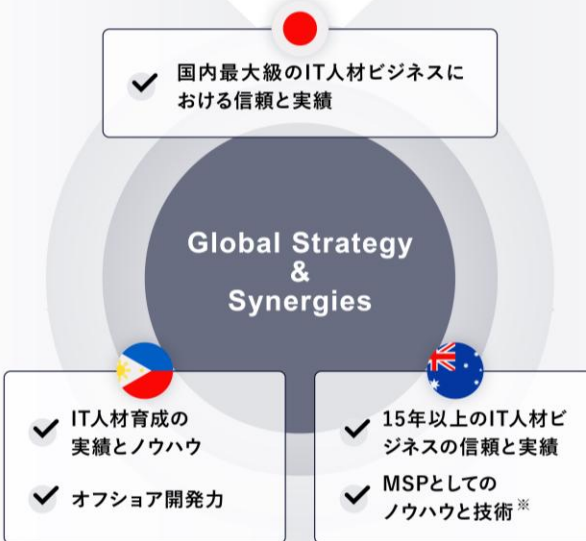 国内最大級のIT人材ビジネスに
おける信頼と実績
Global Strategy
&
Synergies
IT人材育成の
実績とノウハウ
オフショア開発力
15年以上のIT人材ビ
ジネスの信頼と実績
MSPとしての
ノウハウと技術※